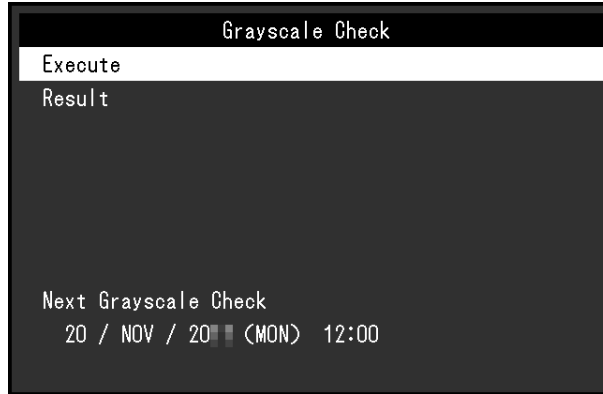 Grayscale Check
Execute
Result
Next Grayscale Check
20 / NOV / 20 (MON) 12:00